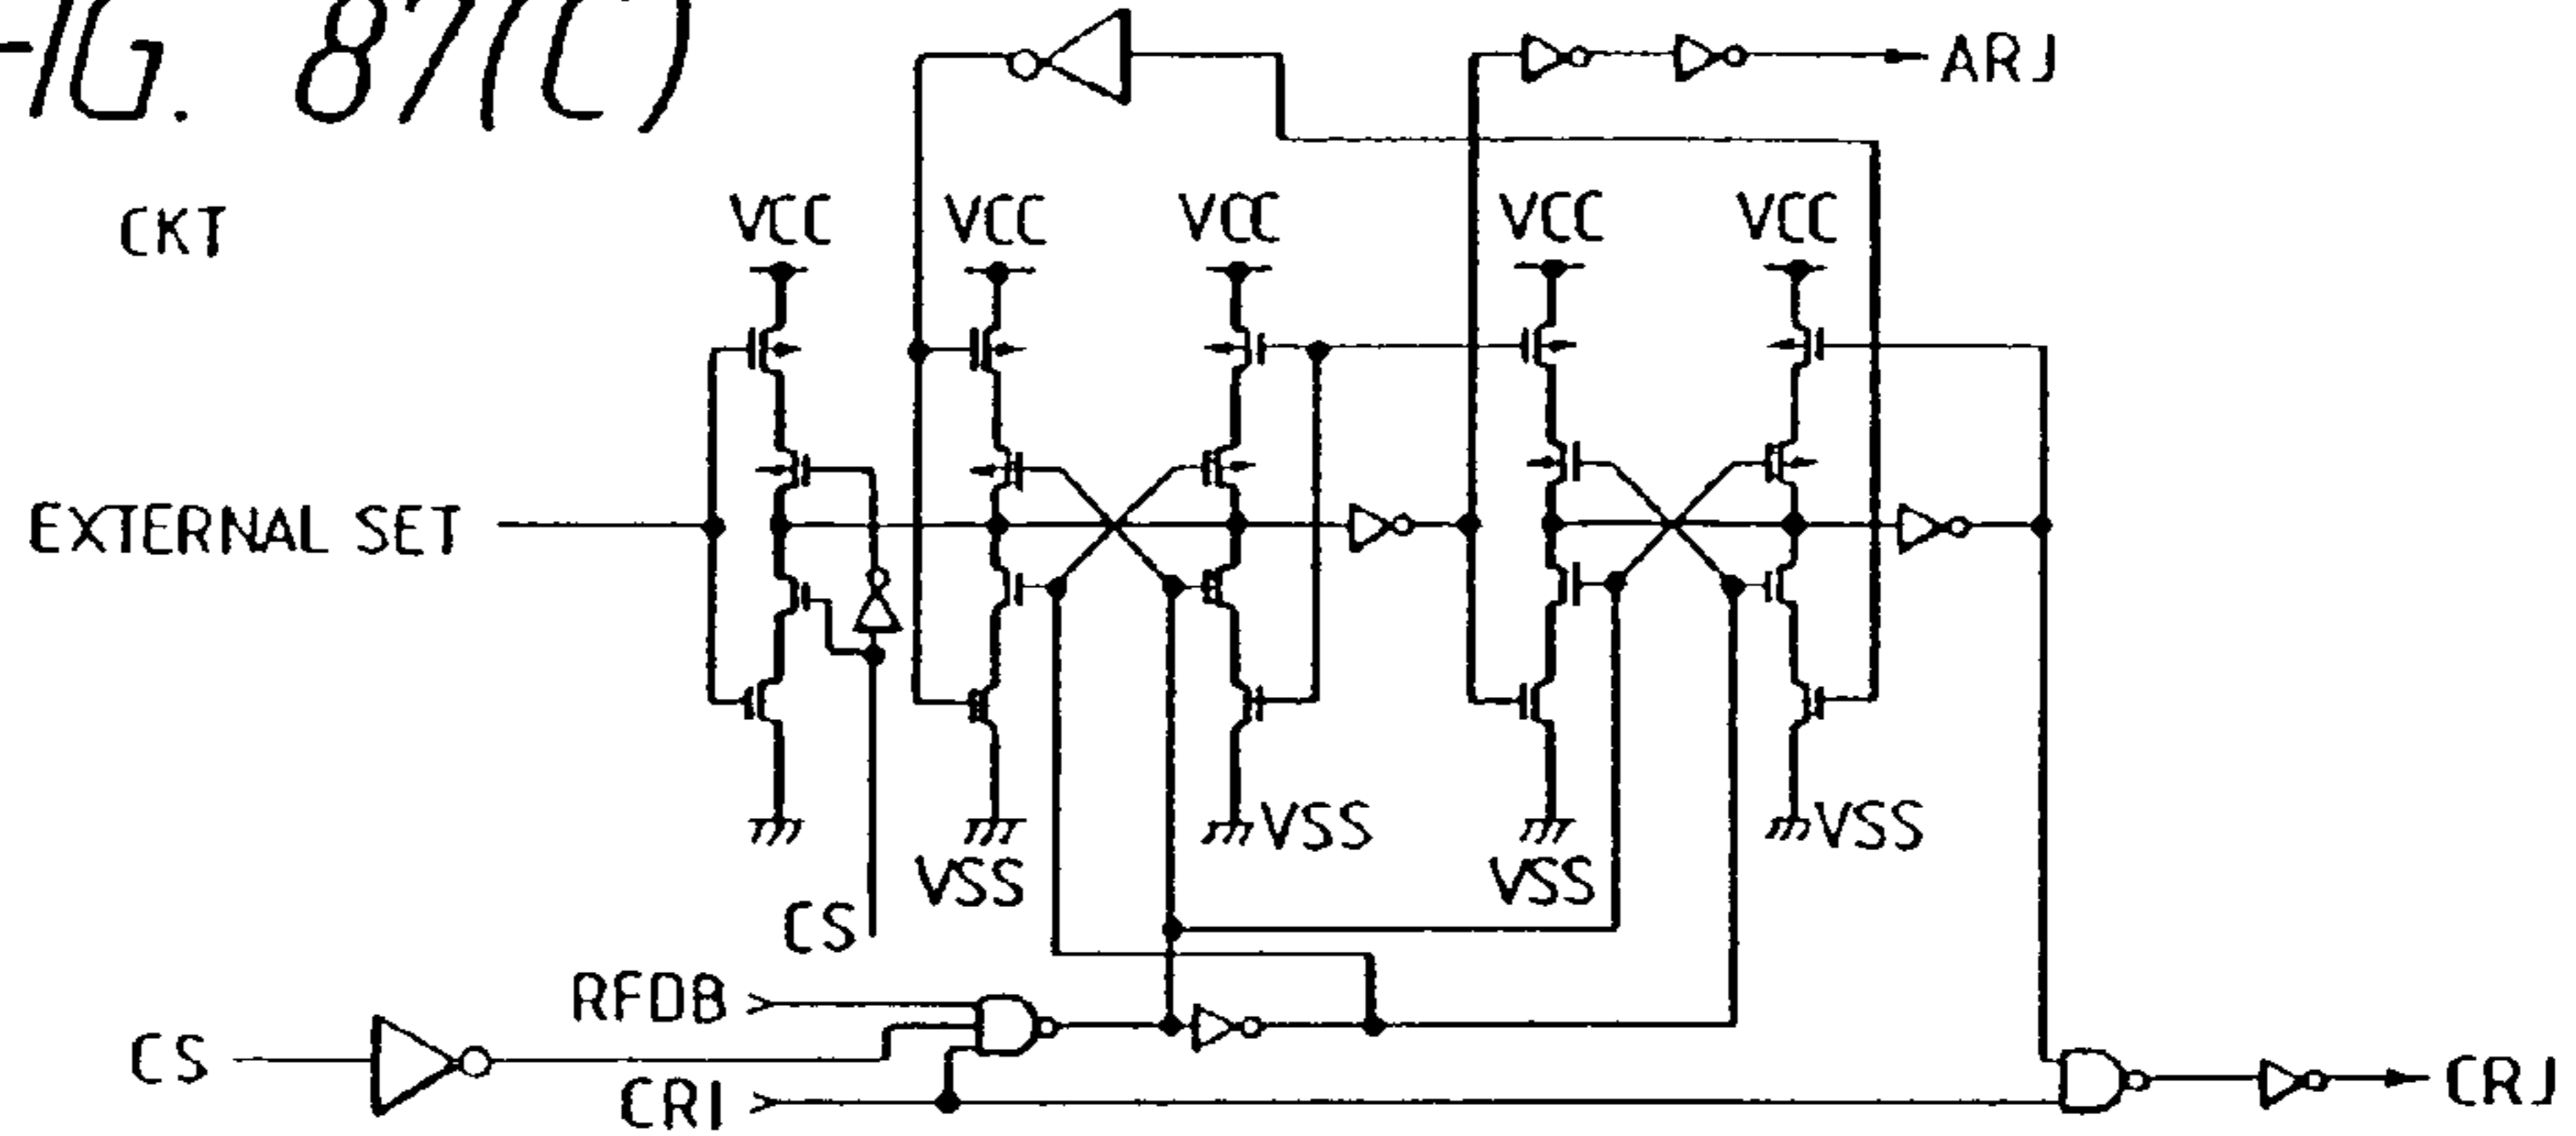 FIG. 87(C)
ARJ
CKT
VCC VCC VCC VCC VCC
EXTERNAL SET
VSS VSS
VSS VSS
CS
RFDB
CS
CRI
CRJ